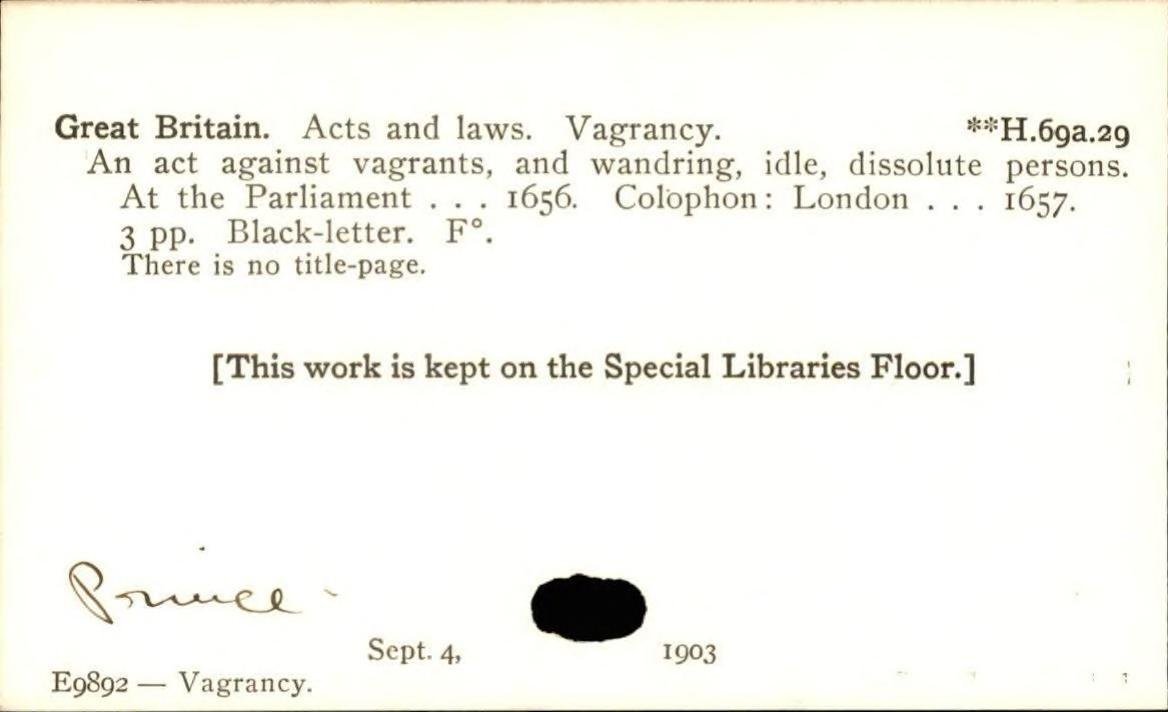 Great Britain. Acts and laws. Vagrancy. **H.69a.29
An act against vagrants, and wandring, idle, dissolute persons.
At the Parliament . . . 1656. Colophon: London . . . 1657.
3 pp. Black-letter. F°.
There is no title-page.
[This work is kept on the Special Libraries Floor.]
Prince
Sept. 4, 1903
E9892 — Vagrancy.